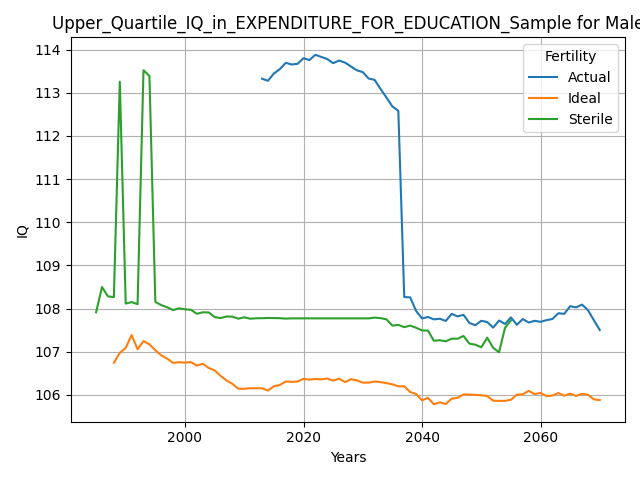 Upper_Quartile_IQ_in_EXPENDITURE_FOR_EDUCATION_Sample for Male
114
113
112
111
110
109
108
107
106
IQ
Fertility
Actual
Ideal
Sterile
2000
2020
2040
2060
Years